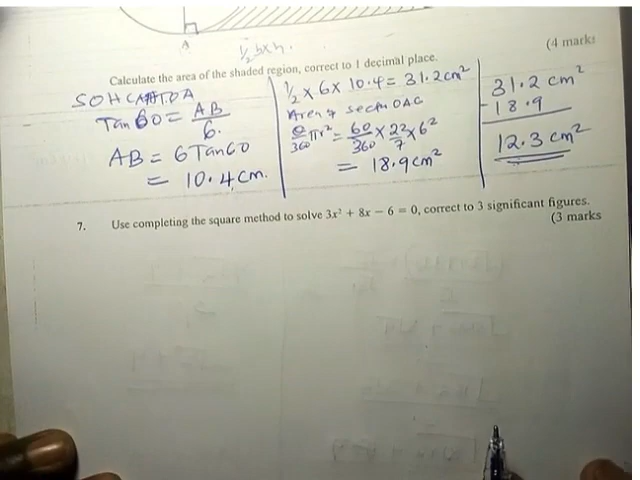 A
1/2 b x h.
(4 marks
Calculate the area of the shaded region, correct to 1 decimal place.
SOHCAHTOA
Tan 60 = AB/6.
AB = 6Tan60
= 10.4cm.
1/2 x 6 x 10.4 = 31.2cm²
Area of sector OAC
θ/360 πr² = 60/360 x 22/7 x 6²
= 18.9cm²
31.2 cm²
- 18.9
12.3 cm²
7. Use completing the square method to solve 3x² + 8x − 6 = 0, correct to 3 significant figures.
(3 marks